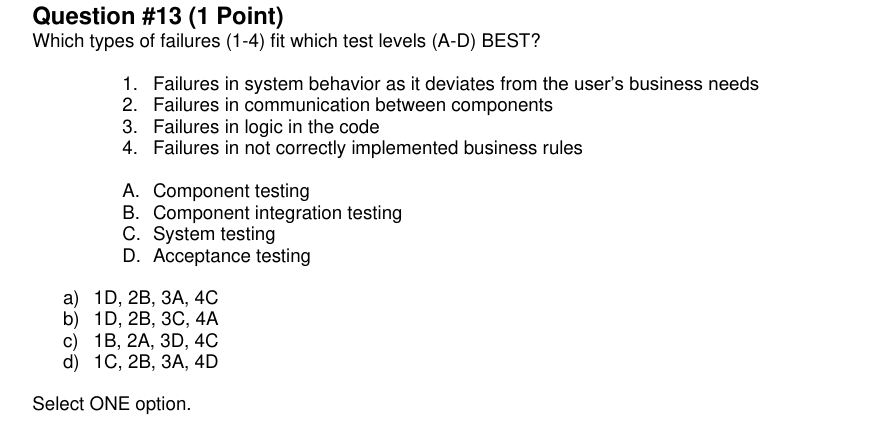 Question #13 (1 Point)
Which types of failures (1-4) fit which test levels (A-D) BEST?
1. Failures in system behavior as it deviates from the user's business needs
2. Failures in communication between components
3. Failures in logic in the code
4. Failures in not correctly implemented business rules
A. Component testing
B. Component integration testing
C. System testing
D. Acceptance testing
a) 1D, 2B, 3A, 4C
b) 1D, 2B, 3C, 4A
c) 1B, 2A, 3D, 4C
d) 1C, 2B, 3A, 4D
Select ONE option.